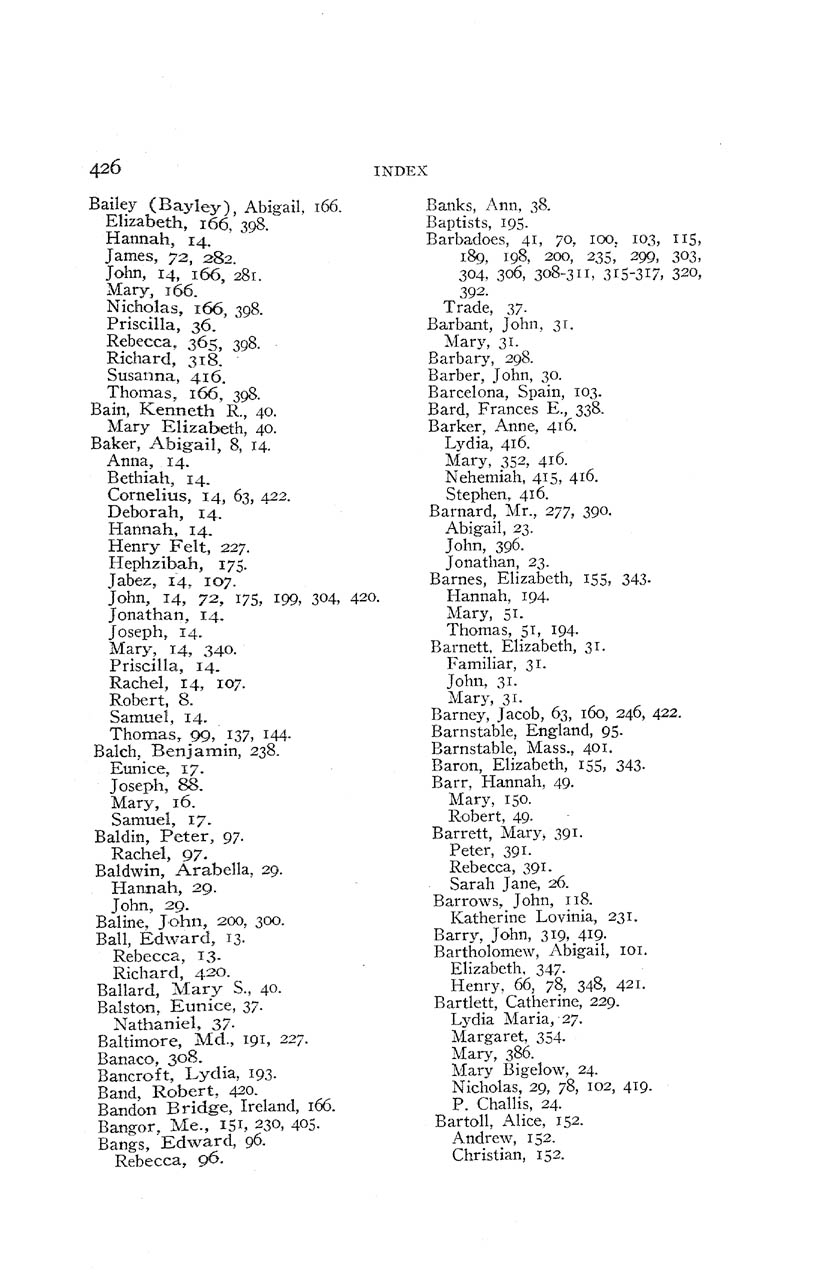 426
INDEX
Bailey (Bayley), Abigail, 166.
Elizabeth, 166, 398.
Hannah, 14.
James, 72, 282.
John, 14, 166, 281.
Mary, 166.
Nicholas, 166, 398.
Priscilla, 36.
Rebecca, 365, 398.
Richard, 318.
Susanna, 416.
Thomas, 166, 398.
Bain, Kenneth R., 40.
Mary Elizabeth, 40.
Baker, Abigail, 8, 14.
Anna, 14.
Bethiah, 14.
Cornelius, 14, 63, 422.
Deborah, 14.
Hannah, 14.
Henry Felt, 227.
Hephzibah, 175.
Jabez, 14, 107.
John, 14, 72, 175, 199, 304, 420.
Jonathan, 14.
Joseph, 14.
Mary, 14, 340.
Priscilla, 14.
Rachel, 14, 107.
Robert, 8.
Samuel, 14.
Thomas, 99, 137, 144.
Balch, Benjamin, 238.
Eunice, 17.
Joseph, 88.
Mary, 16.
Samuel, 17.
Baldin, Peter, 97.
Rachel, 97.
Baldwin, Arabella, 29.
Hannah, 29.
John, 29.
Baline, John, 200, 300.
Ball, Edward, 13.
Rebecca, 13.
Richard, 420.
Ballard, Mary S., 40.
Balston, Eunice, 37.
Nathaniel, 37.
Baltimore, Md., 191, 227.
Banaco, 308.
Bancroft, Lydia, 193.
Band, Robert, 420.
Bandon Bridge, Ireland, 166.
Bangor, Me., 151, 230, 405.
Bangs, Edward, 96.
Rebecca, 96.
Banks, Ann, 38.
Baptists, 195.
Barbadoes, 41, 70, 100, 103, 115,
189, 198, 200, 235, 299, 303,
304, 306, 308-311, 315-317, 320,
392.
Trade, 37.
Barbant, John, 31.
Mary, 31.
Barbary, 298.
Barber, John, 30.
Barcelona, Spain, 103.
Bard, Frances E., 338.
Barker, Anne, 416.
Lydia, 416.
Mary, 352, 416.
Nehemiah, 415, 416.
Stephen, 416.
Barnard, Mr., 277, 390.
Abigail, 23.
John, 396.
Jonathan, 23.
Barnes, Elizabeth, 155, 343.
Hannah, 194.
Mary, 51.
Thomas, 51, 194.
Barnett, Elizabeth, 31.
Familiar, 31.
John, 31.
Mary, 31.
Barney, Jacob, 63, 160, 246, 422.
Barnstable, England, 95.
Barnstable, Mass., 401.
Baron, Elizabeth, 155, 343.
Barr, Hannah, 49.
Mary, 150.
Robert, 49.
Barrett, Mary, 391.
Peter, 391.
Rebecca, 391.
Sarah Jane, 26.
Barrows, John, 118.
Katherine Lovinia, 231.
Barry, John, 319, 419.
Bartholomew, Abigail, 101.
Elizabeth, 347.
Henry, 66, 78, 348, 421.
Bartlett, Catherine, 229.
Lydia Maria, 27.
Margaret, 354.
Mary, 386.
Mary Bigelow, 24.
Nicholas, 29, 78, 102, 419.
P. Challis, 24.
Bartoll, Alice, 152.
Andrew, 152.
Christian, 152.